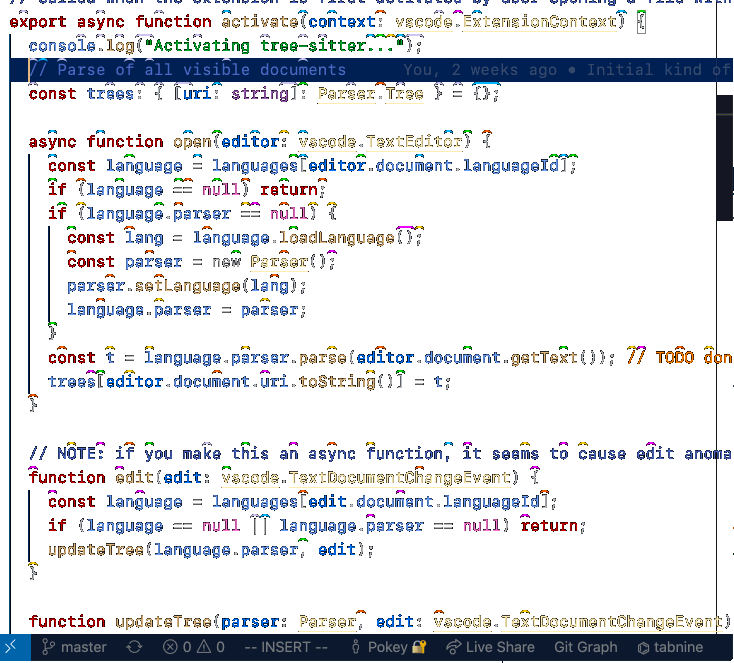 // called when the extension is first activated by user opening a file with
export async function activate(context: vscode.ExtensionContext) {
console.log("Activating tree-sitter...");
// Parse of all visible documents You, 2 weeks ago • Initial kind of
const trees: { [uri: string]: Parser.Tree } = {};
async function open(editor: vscode.TextEditor) {
const language = languages[editor.document.languageId];
if (language == null) return;
if (language.parser == null) {
const lang = language.loadLanguage();
const parser = new Parser();
parser.setLanguage(lang);
language.parser = parser;
}
const t = language.parser.parse(editor.document.getText()); // TODO don
trees[editor.document.uri.toString()] = t;
}
// NOTE: if you make this an async function, it seems to cause edit anoma
function edit(edit: vscode.TextDocumentChangeEvent) {
const language = languages[edit.document.languageId];
if (language == null || language.parser == null) return;
updateTree(language.parser, edit);
}
function updateTree(parser: Parser, edit: vscode.TextDocumentChangeEvent)
master 0 0 -- INSERT -- Pokey Live Share Git Graph tabnine